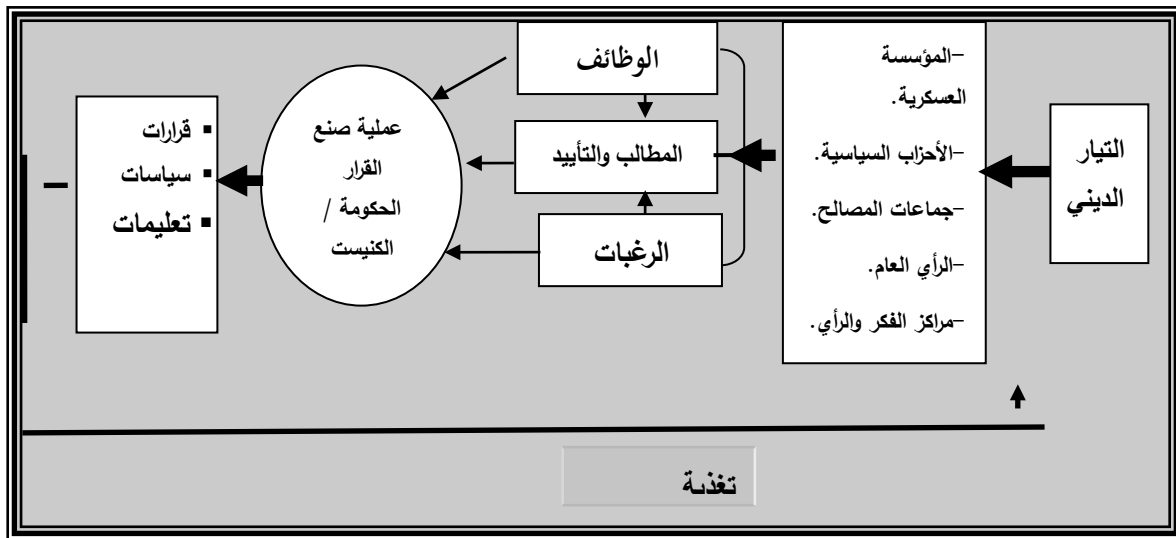 التيار
الديني
-المؤسسة
العسكرية.
-الأحزاب السياسية.
-جماعات المصالح.
-الرأي العام.
-مراكز الفكر والرأي.
الوظائف
المطالب والتأييد
الرغبات
عملية صنع
القرار
الحكومة /
الكنيست
▪ قرارات
▪ سياسات
▪ تعليمات
تغذية